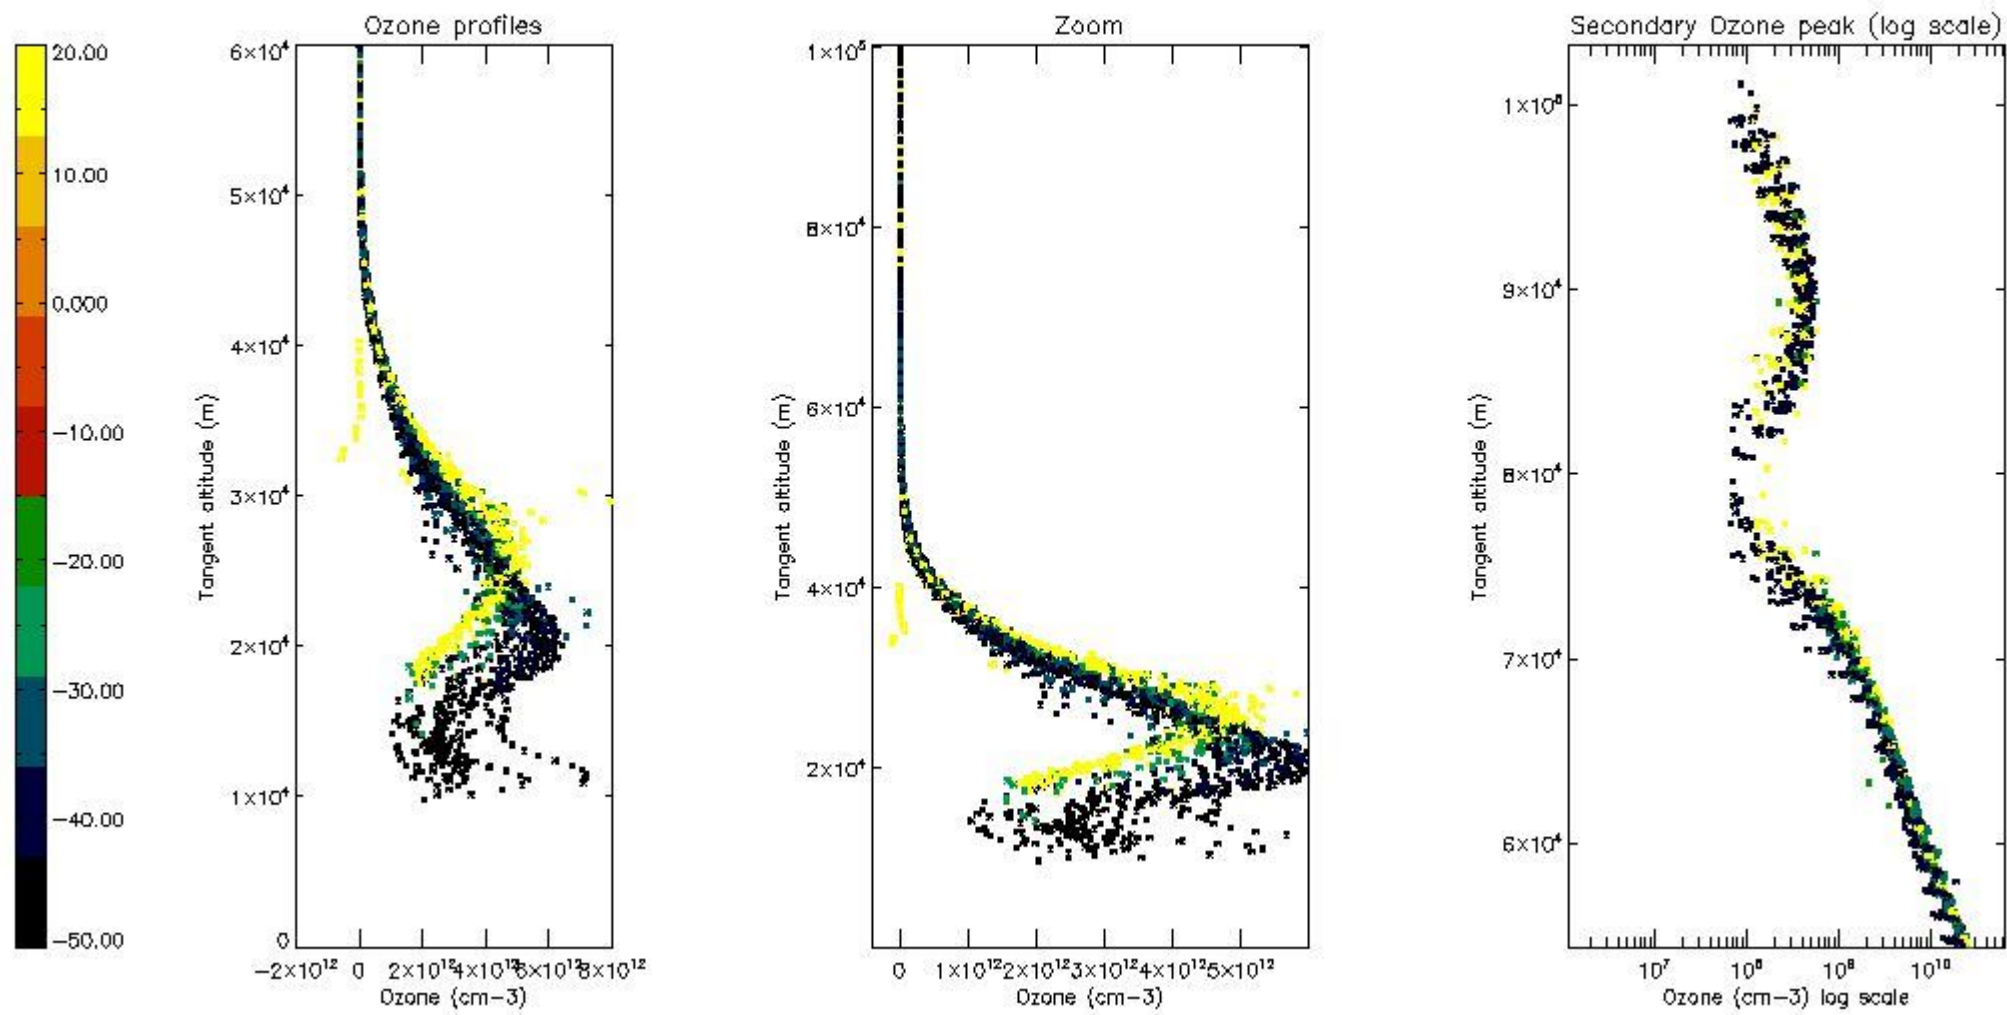 Ozone profiles
Zoom
Secondary Ozone peak (log scale)
20.00
10.00
0.000
−10.00
−20.00
−30.00
−40.00
−50.00
6×10⁴
5×10⁴
4×10⁴
3×10⁴
2×10⁴
1×10⁴
0
Tangent altitude (m)
−2×10¹² 0 2×10¹² 4×10¹² 6×10¹² 8×10¹²
Ozone (cm−3)
1×10⁵
8×10⁴
6×10⁴
4×10⁴
2×10⁴
Tangent altitude (m)
0 1×10¹² 2×10¹² 3×10¹² 4×10¹² 5×10¹²
Ozone (cm−3)
1×10⁵
9×10⁴
8×10⁴
7×10⁴
6×10⁴
Tangent altitude (m)
10⁷ 10⁸ 10⁹ 10¹⁰
Ozone (cm−3) log scale